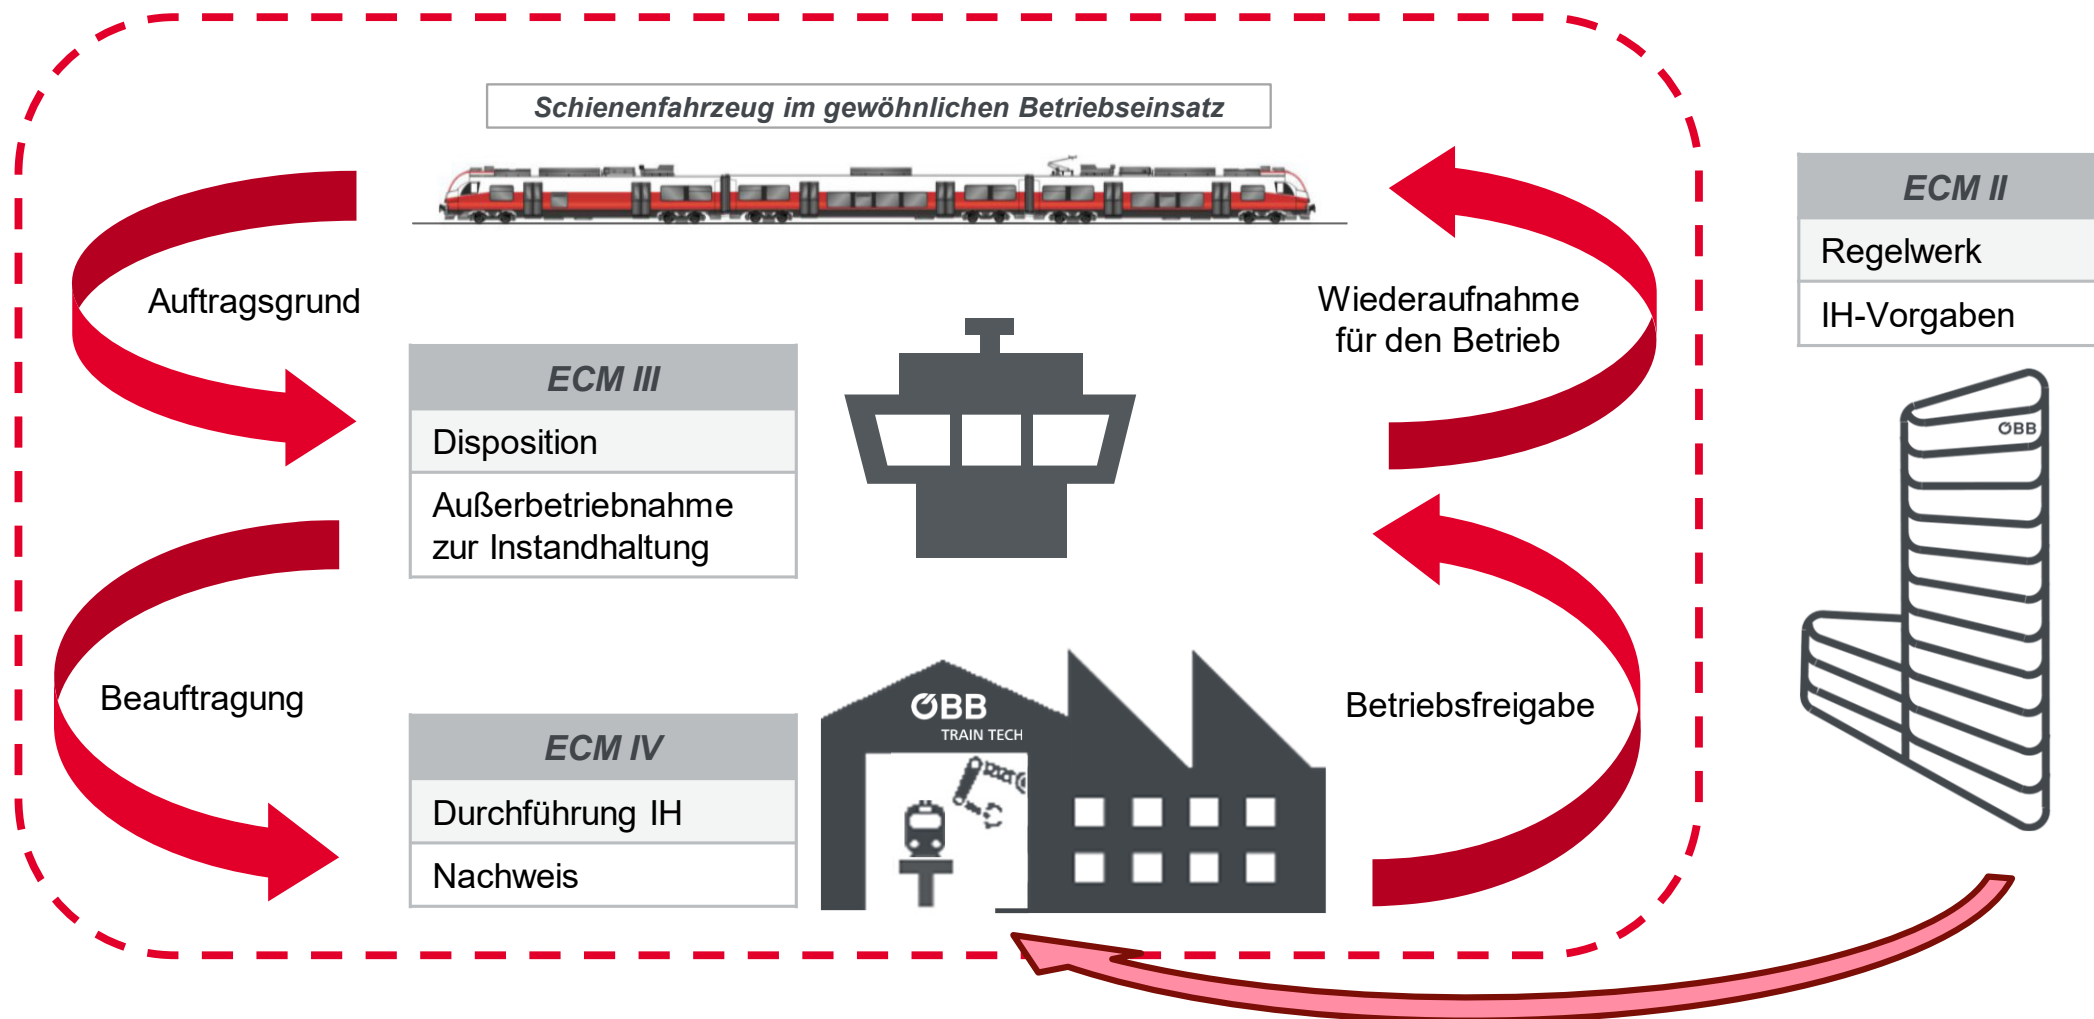 Schienenfahrzeug im gewöhnlichen Betriebseinsatz
Auftragsgrund
Wiederaufnahme
für den Betrieb
ECM II
Regelwerk
IH-Vorgaben
ECM III
Disposition
Außerbetriebnahme
zur Instandhaltung
ÖBB
Beauftragung
ECM IV
Durchführung IH
Nachweis
ÖBB
TRAIN TECH
Betriebsfreigabe